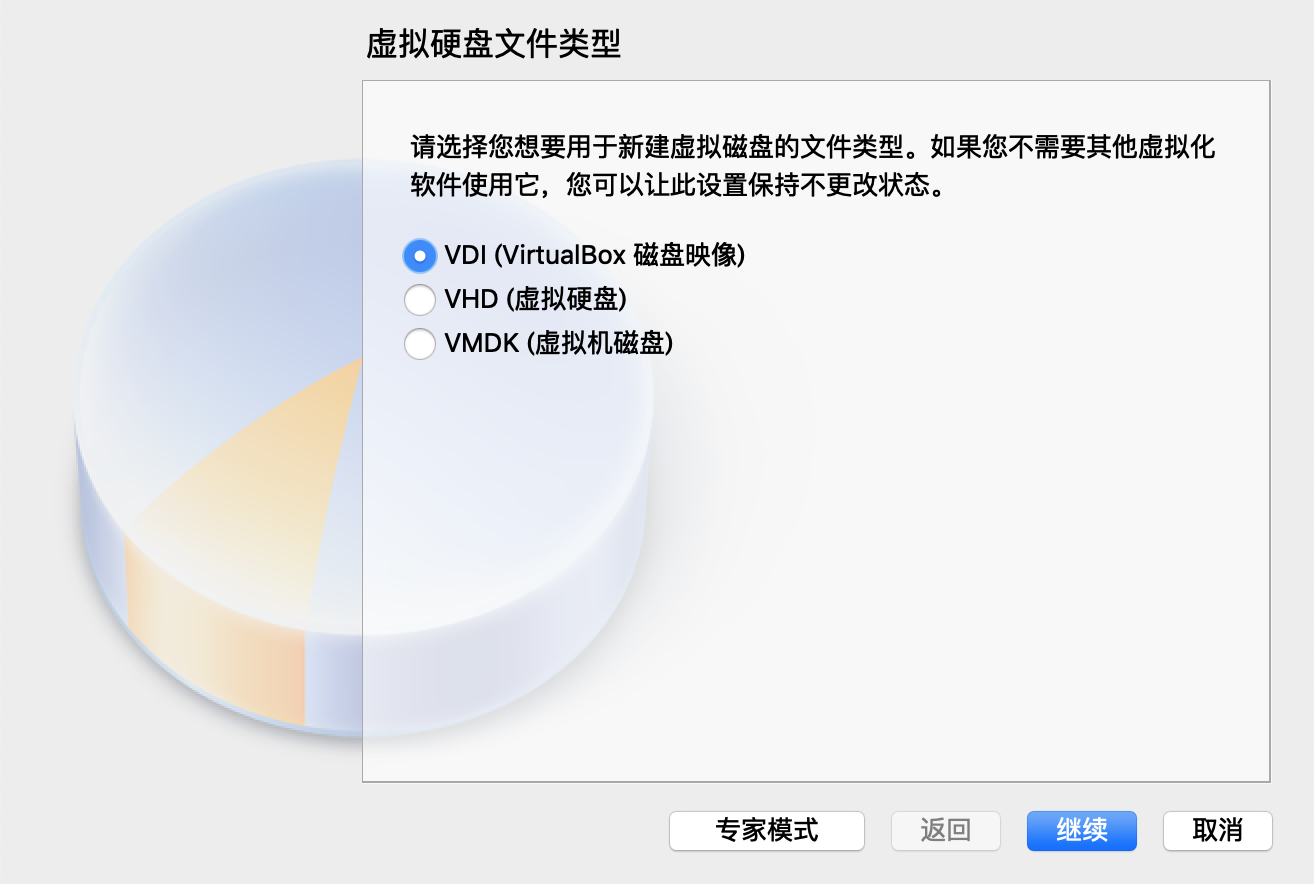 虚拟硬盘文件类型
请选择您想要用于新建虚拟磁盘的文件类型。如果您不需要其他虚拟化
软件使用它，您可以让此设置保持不更改状态。
VDI (VirtualBox 磁盘映像)
VHD (虚拟硬盘)
VMDK (虚拟机磁盘)
专家模式 返回 继续 取消